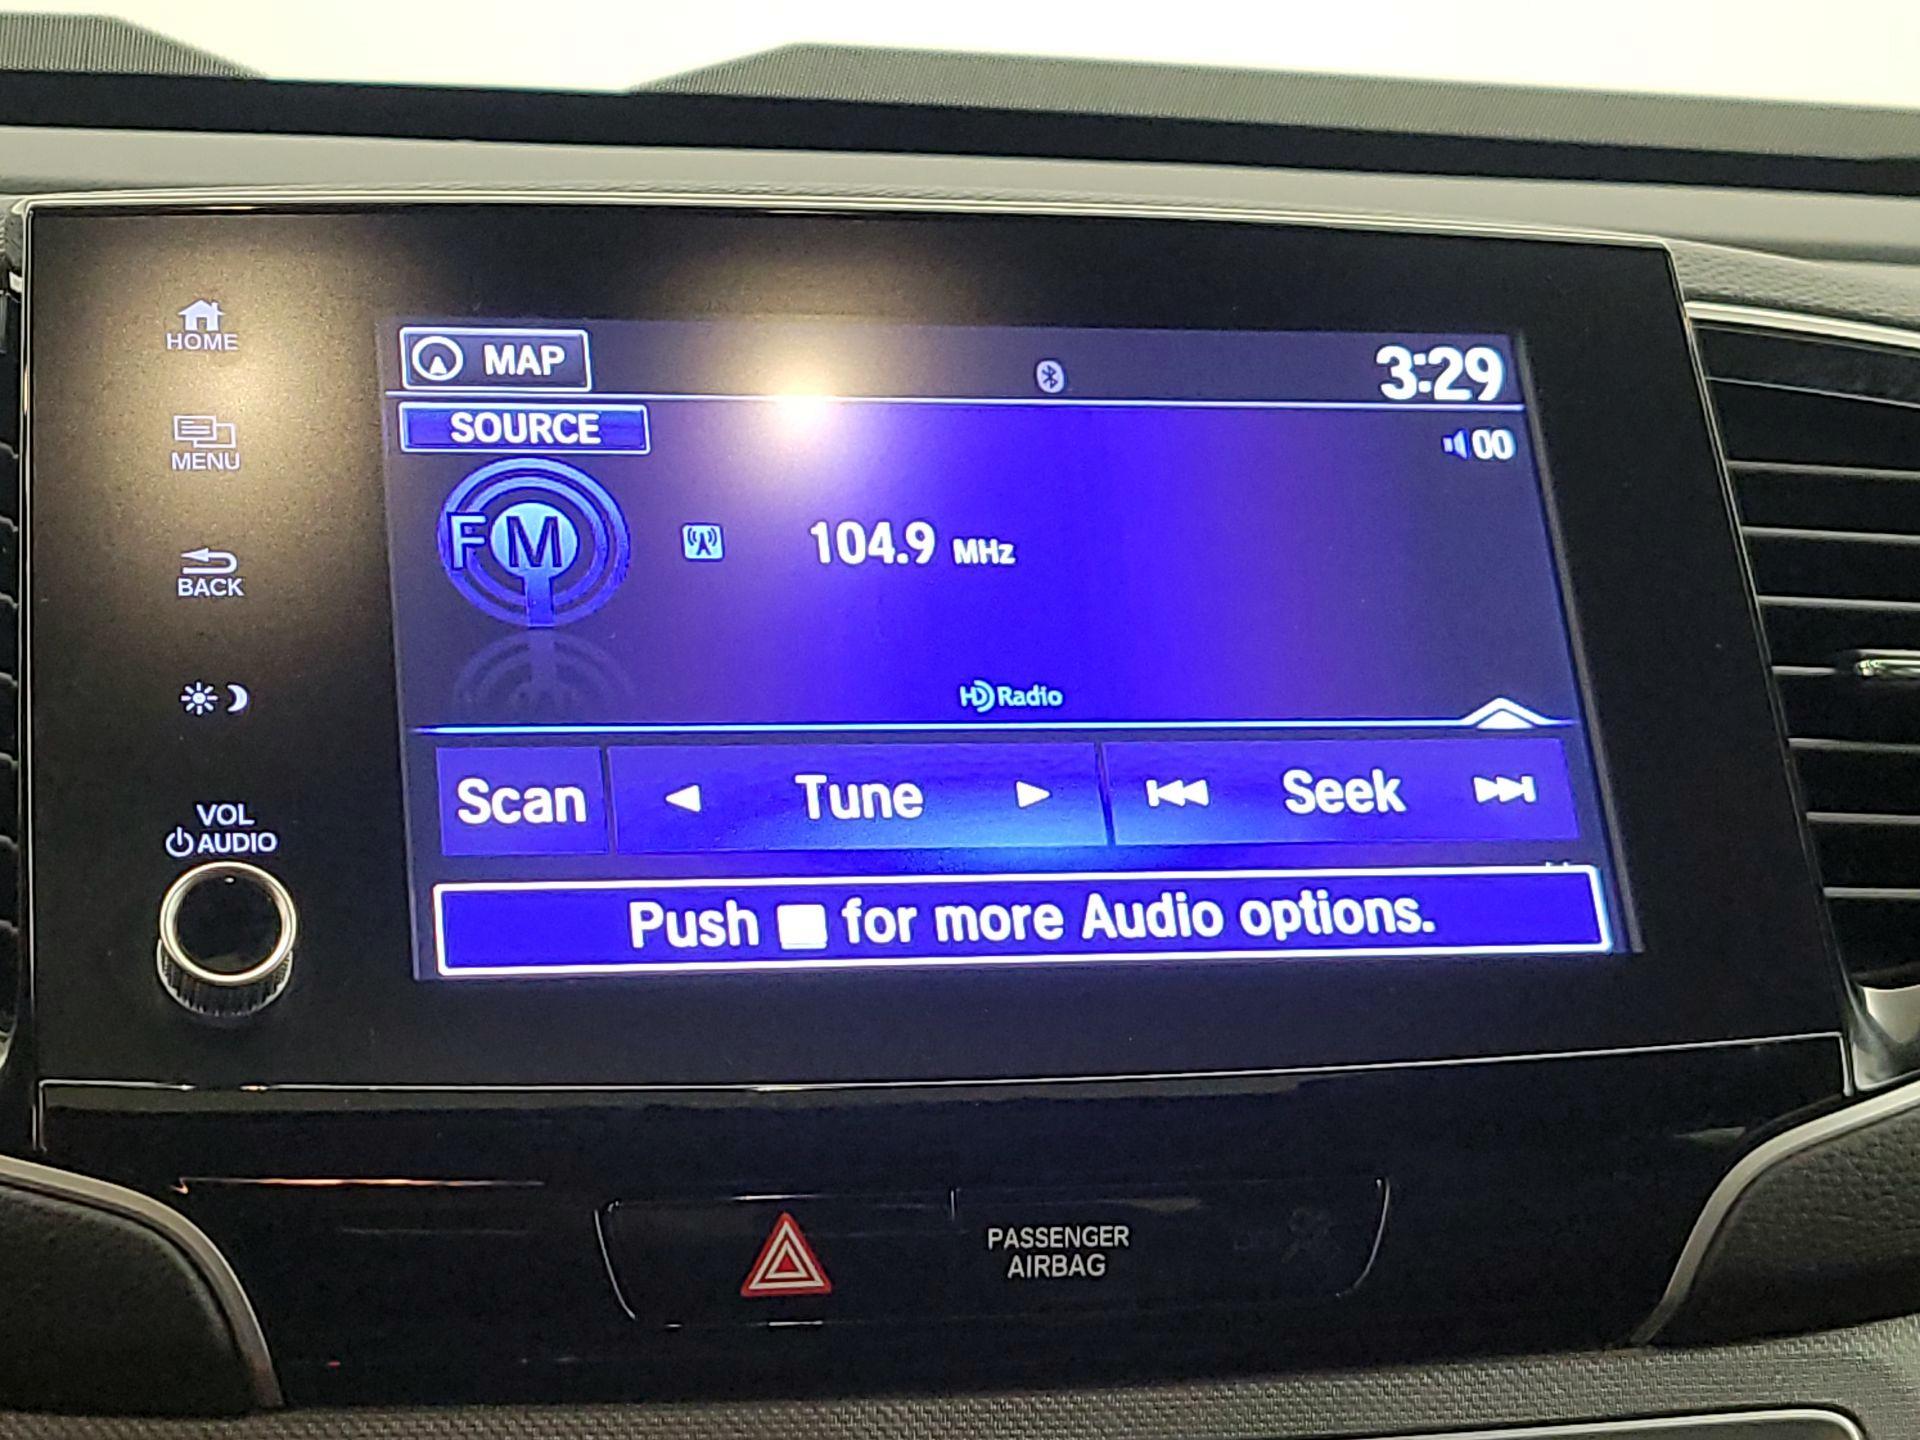 HOME
MENU
BACK
VOL
AUDIO
MAP
3:29
SOURCE
00
FM
104.9 MHz
HD Radio
Scan
Tune
Seek
Push for more Audio options.
PASSENGER
AIRBAG